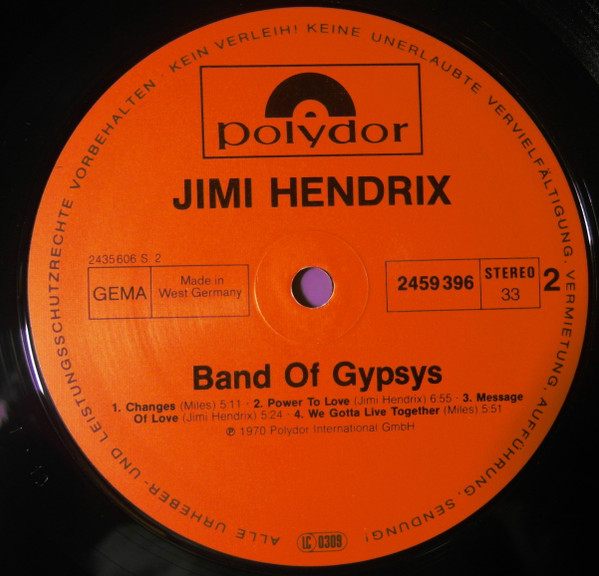 ALLE URHEBER- UND LEISTUNGSSCHUTZRECHTE VORBEHALTEN · KEIN VERLEIH! KEINE UNERLAUBTE VERVIELFÄLTIGUNG, VERMIETUNG, AUFFÜHRUNG, SENDUNG!
polydor
JIMI HENDRIX
2435606 S. 2
GEMA
Made in
West Germany
2459 396
STEREO
33
2
Band Of Gypsys
1. Changes (Miles) 5:11 · 2. Power To Love (Jimi Hendrix) 6:55 · 3. Message
Of Love (Jimi Hendrix) 5:24 · 4. We Gotta Live Together (Miles) 5:51
℗ 1970 Polydor International GmbH
LC 0309